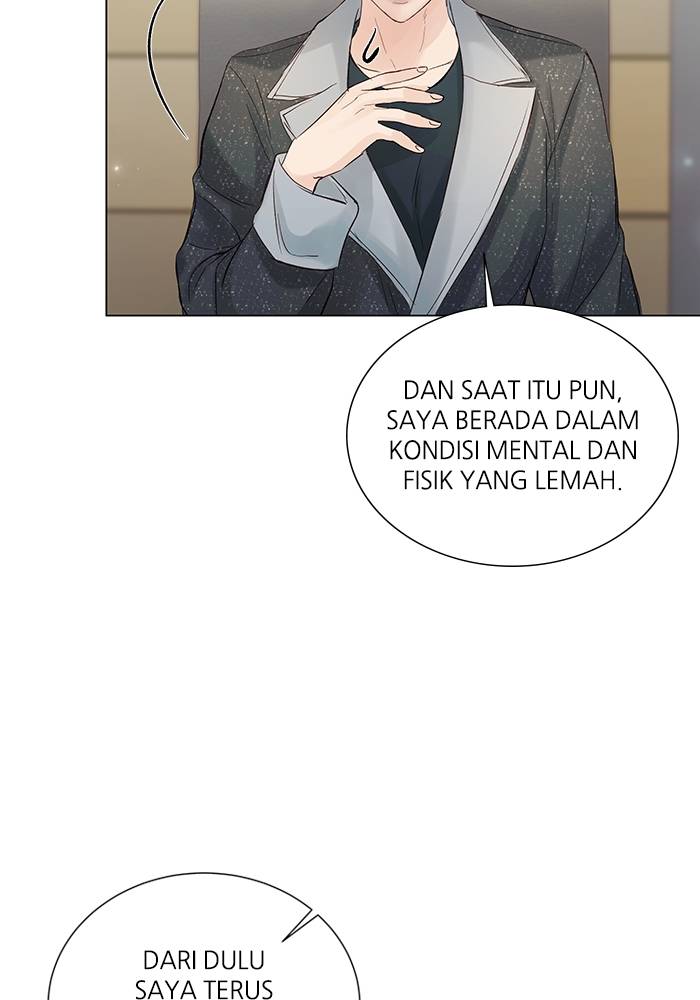 DAN SAAT ITU PUN,
SAYA BERADA DALAM
KONDISI MENTAL DAN
FISIK YANG LEMAH.
DARI DULU
SAYA TERUS